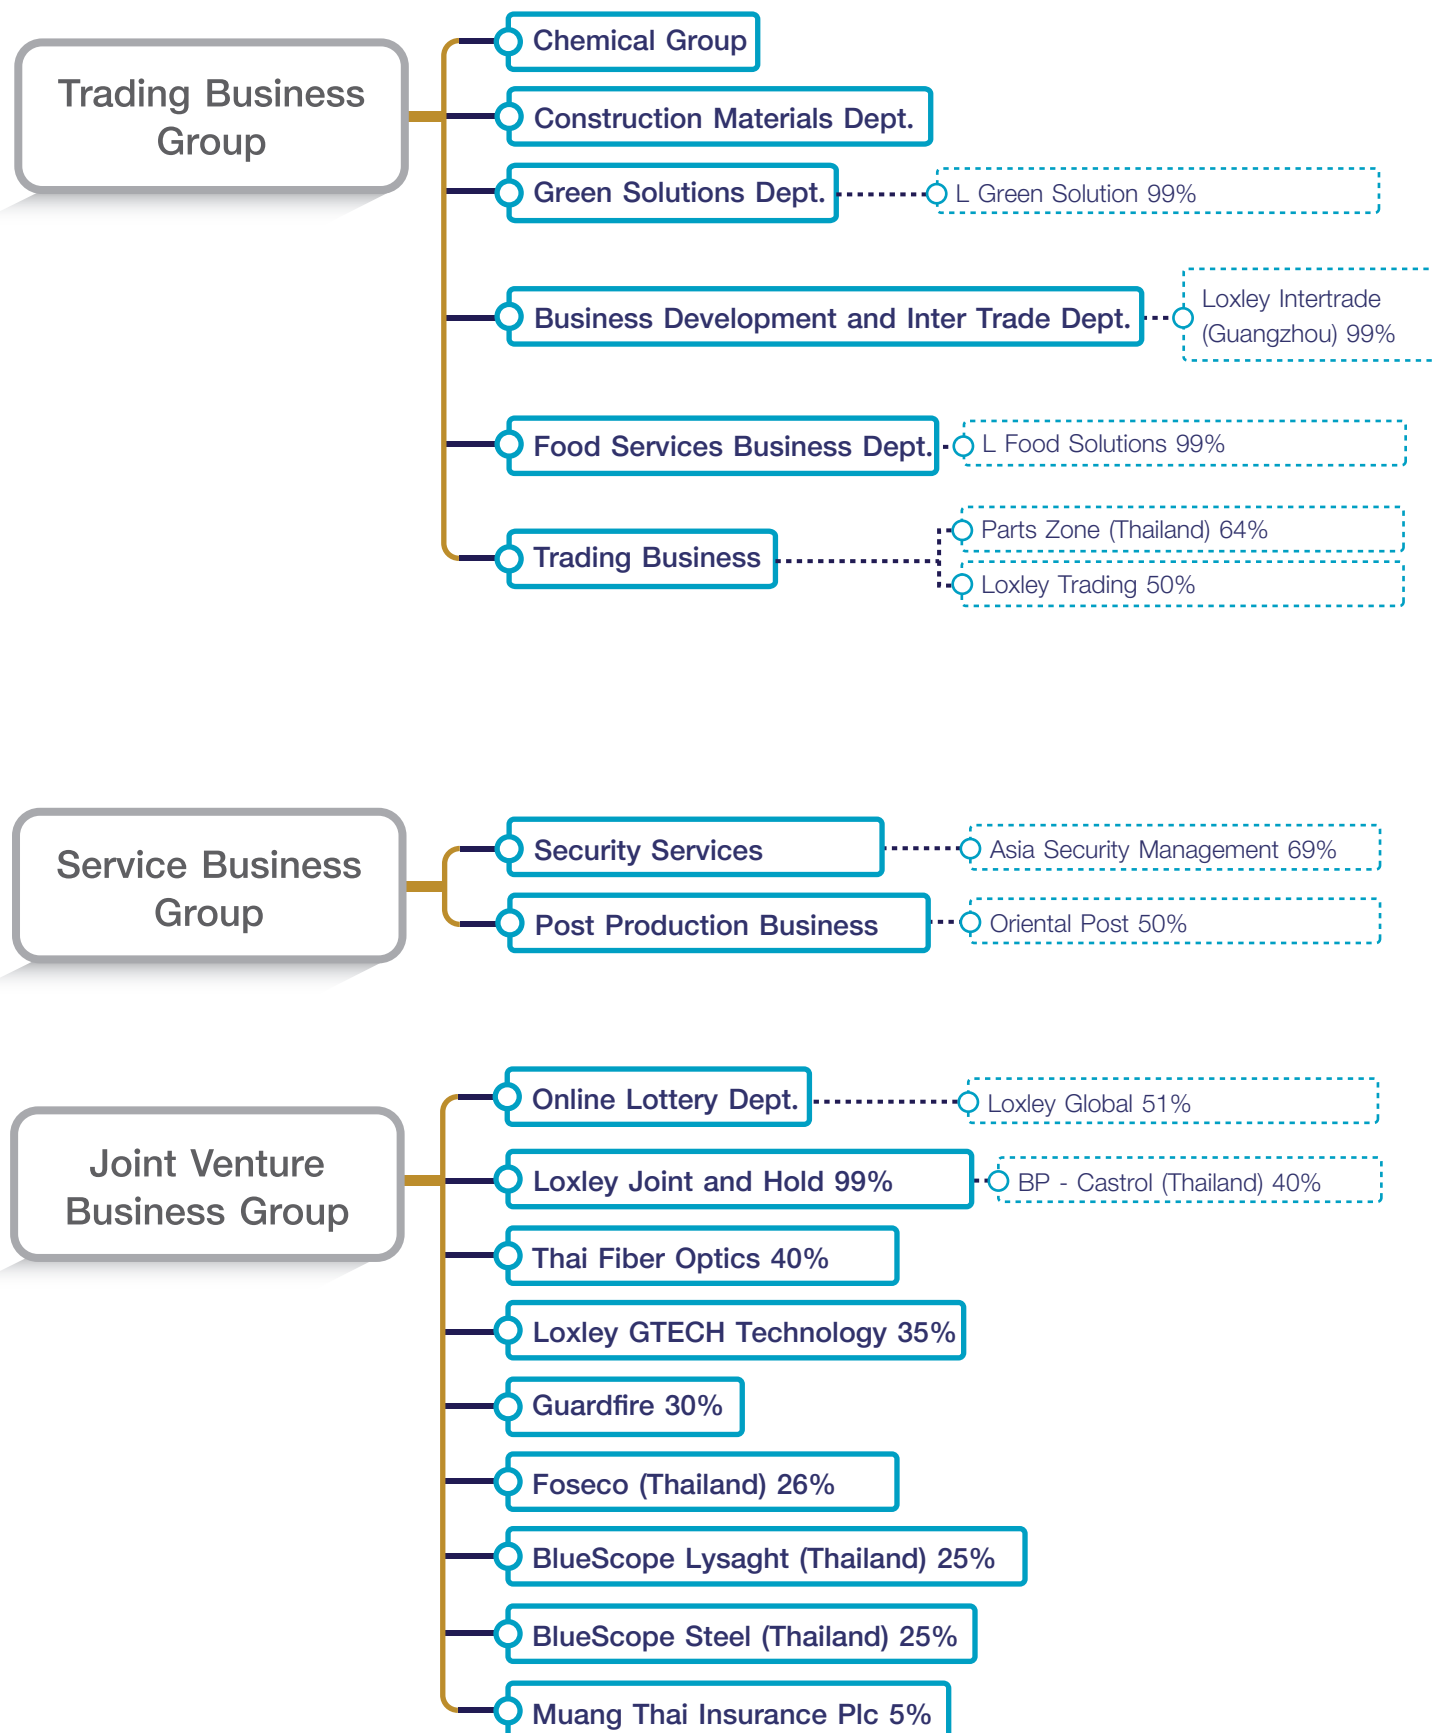 Trading Business
Group
Chemical Group
Construction Materials Dept.
Green Solutions Dept.
L Green Solution 99%
Business Development and Inter Trade Dept.
Loxley Intertrade
(Guangzhou) 99%
Food Services Business Dept.
L Food Solutions 99%
Trading Business
Parts Zone (Thailand) 64%
Loxley Trading 50%
Service Business
Group
Security Services
Asia Security Management 69%
Post Production Business
Oriental Post 50%
Joint Venture
Business Group
Online Lottery Dept.
Loxley Global 51%
Loxley Joint and Hold 99%
BP - Castrol (Thailand) 40%
Thai Fiber Optics 40%
Loxley GTECH Technology 35%
Guardfire 30%
Foseco (Thailand) 26%
BlueScope Lysaght (Thailand) 25%
BlueScope Steel (Thailand) 25%
Muang Thai Insurance Plc 5%